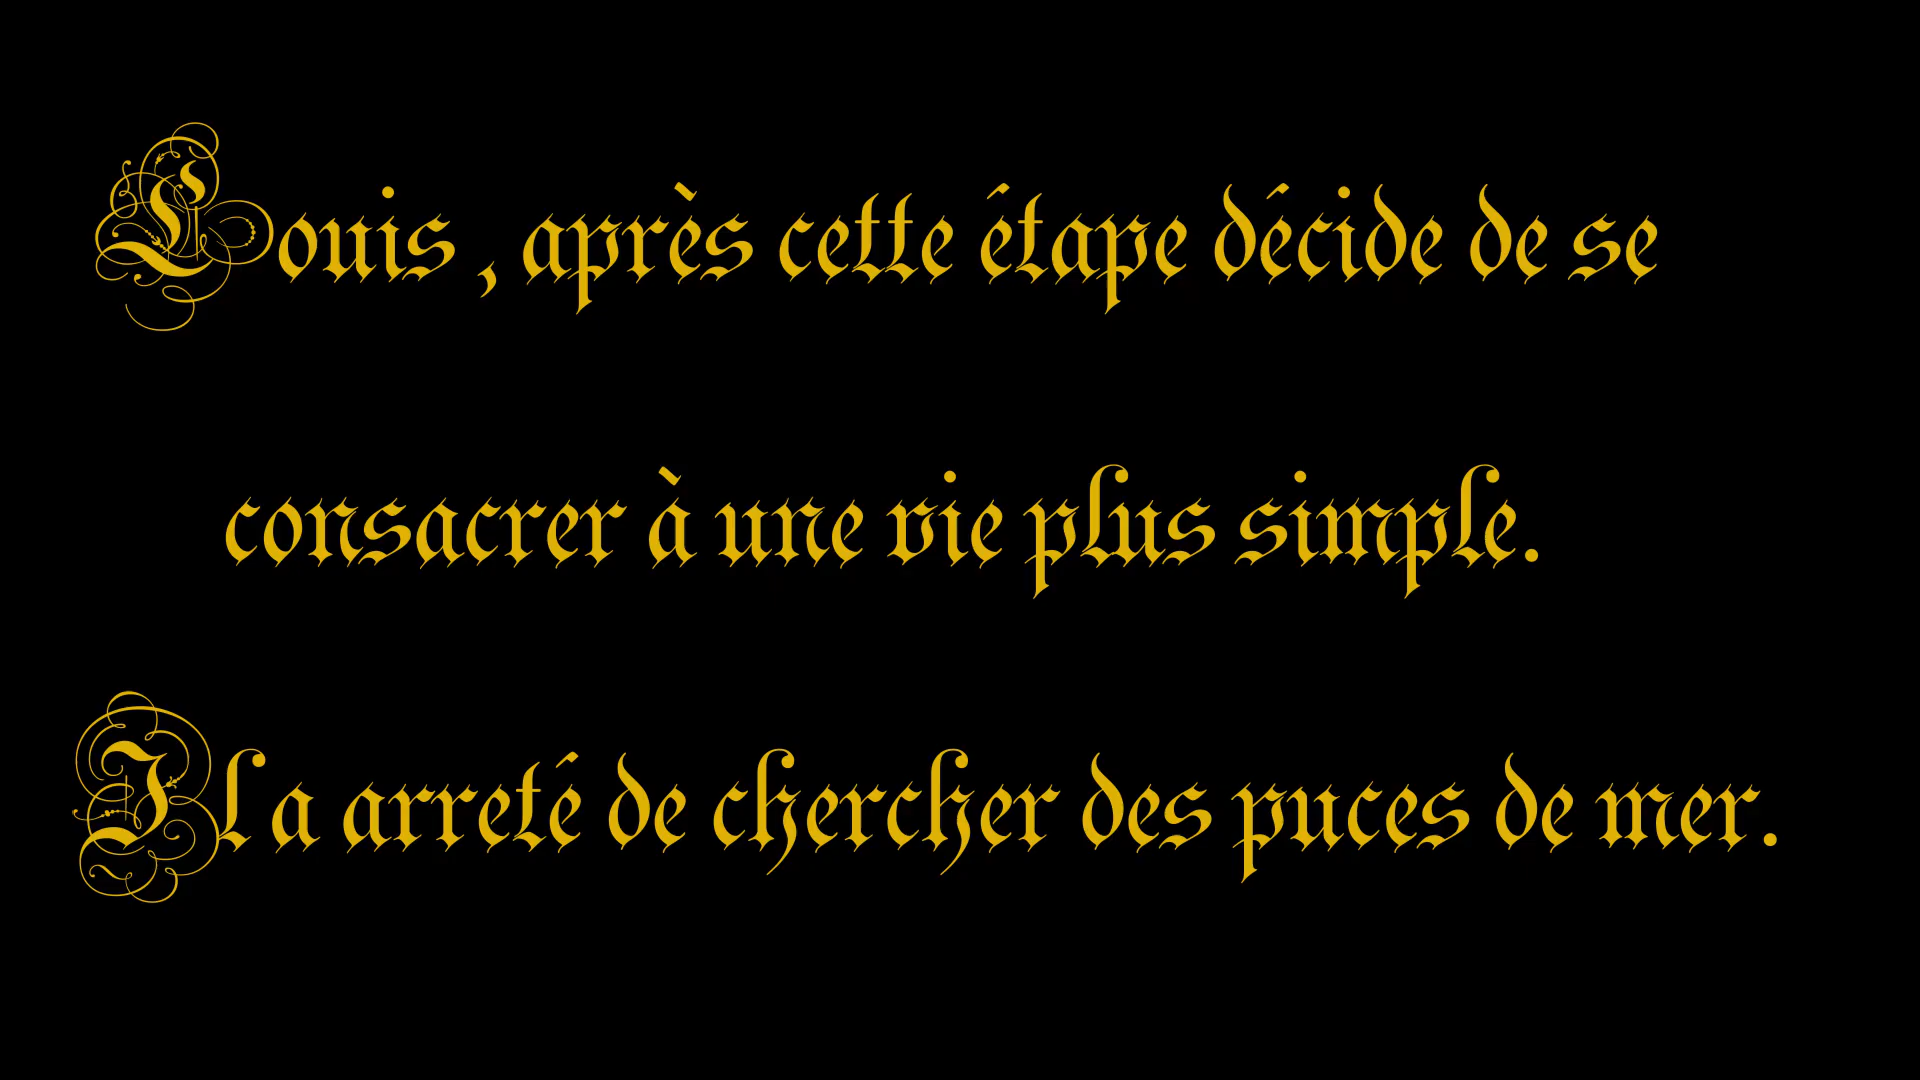 Louis , après cette étape décide de se
consacrer à une vie plus simple.
Il a arreté de chercher des puces de mer.